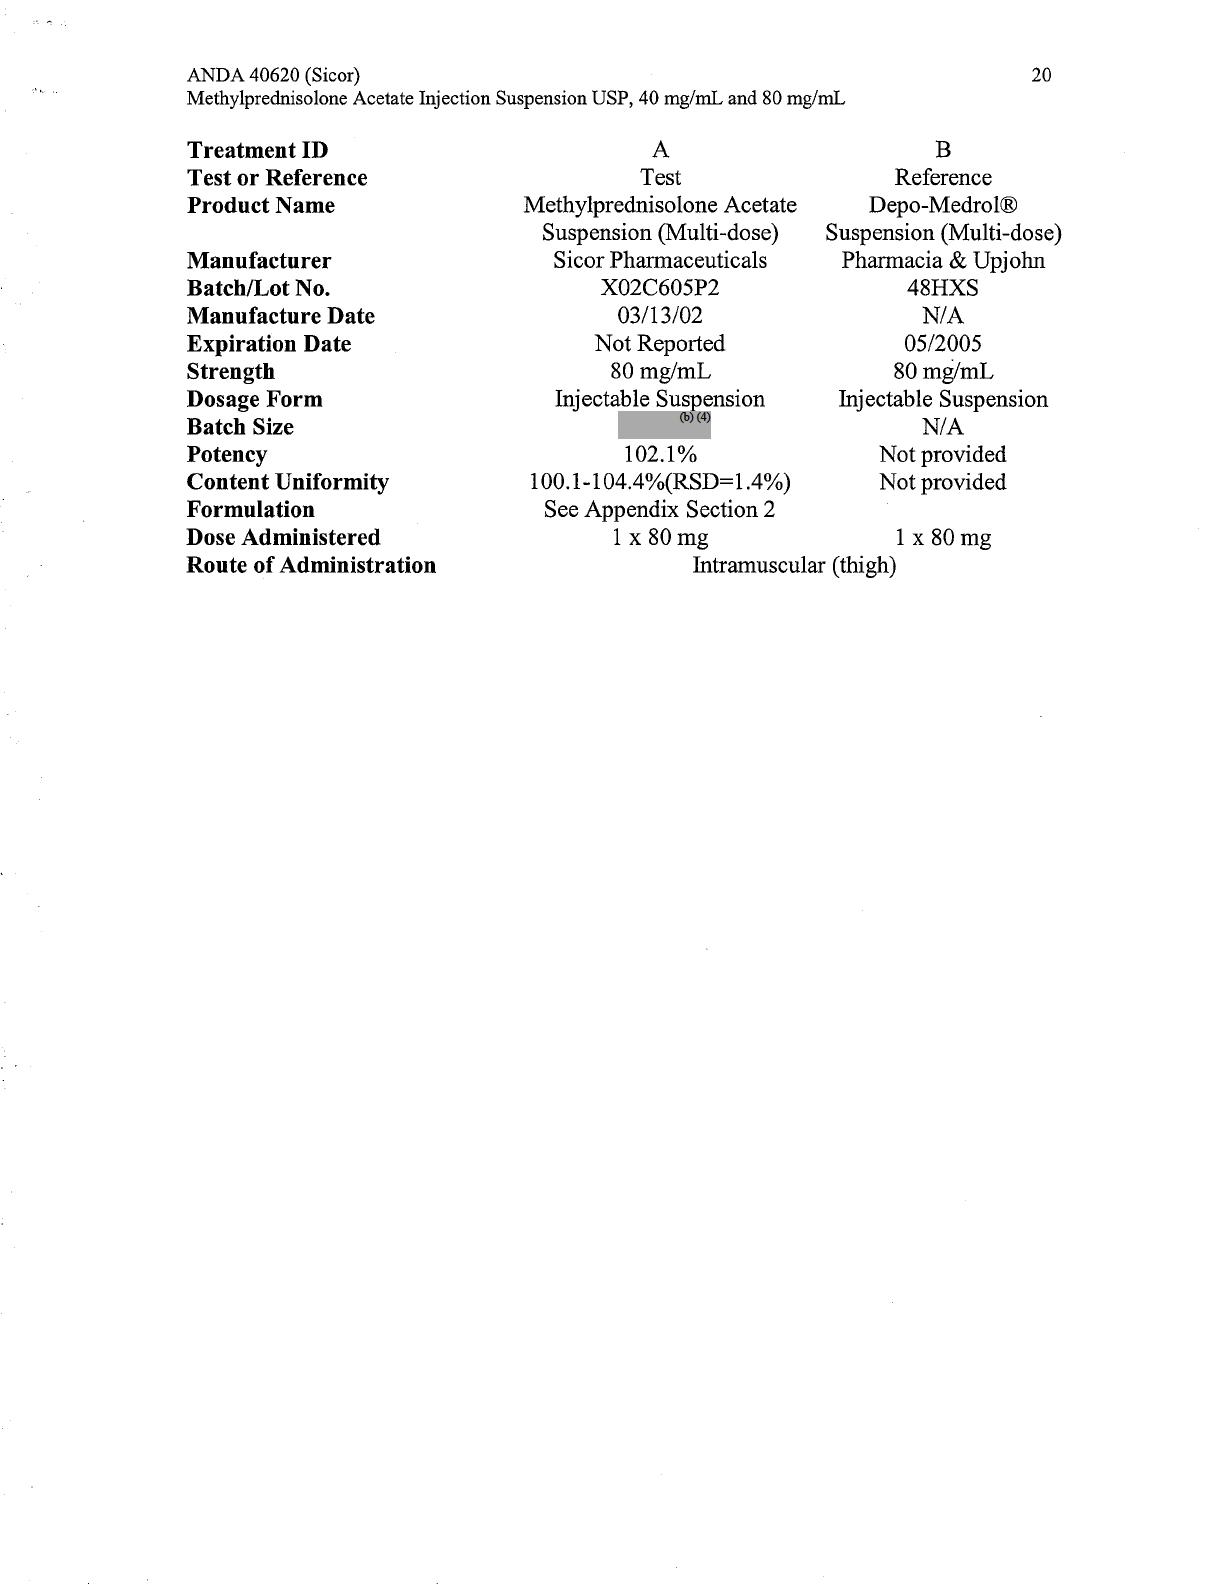 ANDA 40620 (Sicor) 20
Methylprednisolone Acetate Injection Suspension USP, 40 mg/mL and 80 mg/mL
Treatment ID A B
Test or Reference Test Reference
Product Name Methylprednisolone Acetate Depo-Medrol®
Suspension (Multi-dose) Suspension (Multi-dose)
Manufacturer Sicor Pharmaceuticals Pharmacia & Upjohn
Batch/Lot No. X02C605P2 48HXS
Manufacture Date 03/13/02 N/A
Expiration Date Not Reported 05/2005
Strength 80 mg/mL 80 mg/mL
Dosage Form Injectable Suspension Injectable Suspension
Batch Size (b) (4) N/A
Potency 102.1% Not provided
Content Uniformity 100.1-104.4%(RSD=1.4%) Not provided
Formulation See Appendix Section 2
Dose Administered 1 x 80 mg 1 x 80 mg
Route of Administration Intramuscular (thigh)